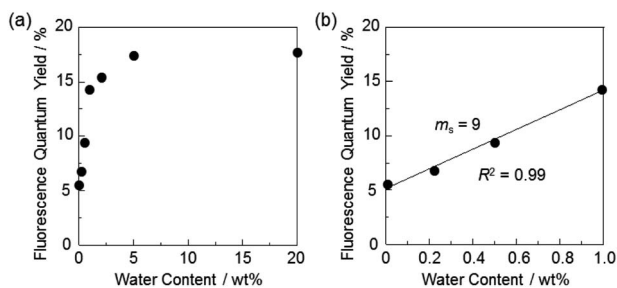 (a)
Fluorescence Quantum Yield / %
20
15
10
5
0
0 5 10 15 20
Water Content / wt%
(b)
Fluorescence Quantum Yield / %
20
15
10
5
0
ms = 9
R² = 0.99
0 0.2 0.4 0.6 0.8 1.0
Water Content / wt%